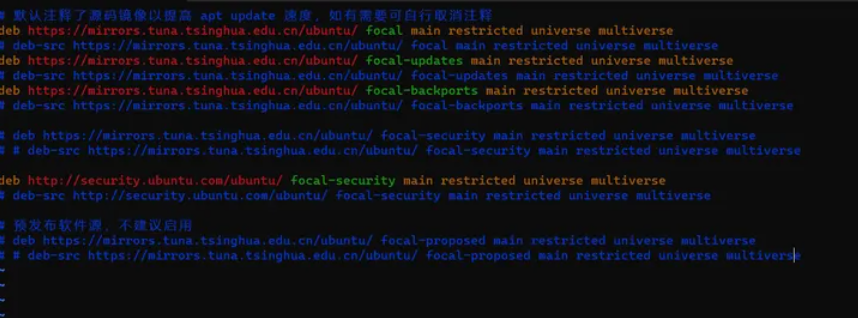 # 默认注释了源码镜像以提高 apt update 速度，如有需要可自行取消注释
deb https://mirrors.tuna.tsinghua.edu.cn/ubuntu/ focal main restricted universe multiverse
# deb-src https://mirrors.tuna.tsinghua.edu.cn/ubuntu/ focal main restricted universe multiverse
deb https://mirrors.tuna.tsinghua.edu.cn/ubuntu/ focal-updates main restricted universe multiverse
# deb-src https://mirrors.tuna.tsinghua.edu.cn/ubuntu/ focal-updates main restricted universe multiverse
deb https://mirrors.tuna.tsinghua.edu.cn/ubuntu/ focal-backports main restricted universe multiverse
# deb-src https://mirrors.tuna.tsinghua.edu.cn/ubuntu/ focal-backports main restricted universe multiverse
# deb https://mirrors.tuna.tsinghua.edu.cn/ubuntu/ focal-security main restricted universe multiverse
# # deb-src https://mirrors.tuna.tsinghua.edu.cn/ubuntu/ focal-security main restricted universe multiverse
deb http://security.ubuntu.com/ubuntu/ focal-security main restricted universe multiverse
# deb-src http://security.ubuntu.com/ubuntu/ focal-security main restricted universe multiverse
# 预发布软件源，不建议启用
# deb https://mirrors.tuna.tsinghua.edu.cn/ubuntu/ focal-proposed main restricted universe multiverse
# # deb-src https://mirrors.tuna.tsinghua.edu.cn/ubuntu/ focal-proposed main restricted universe multiverse
~
~
~
~